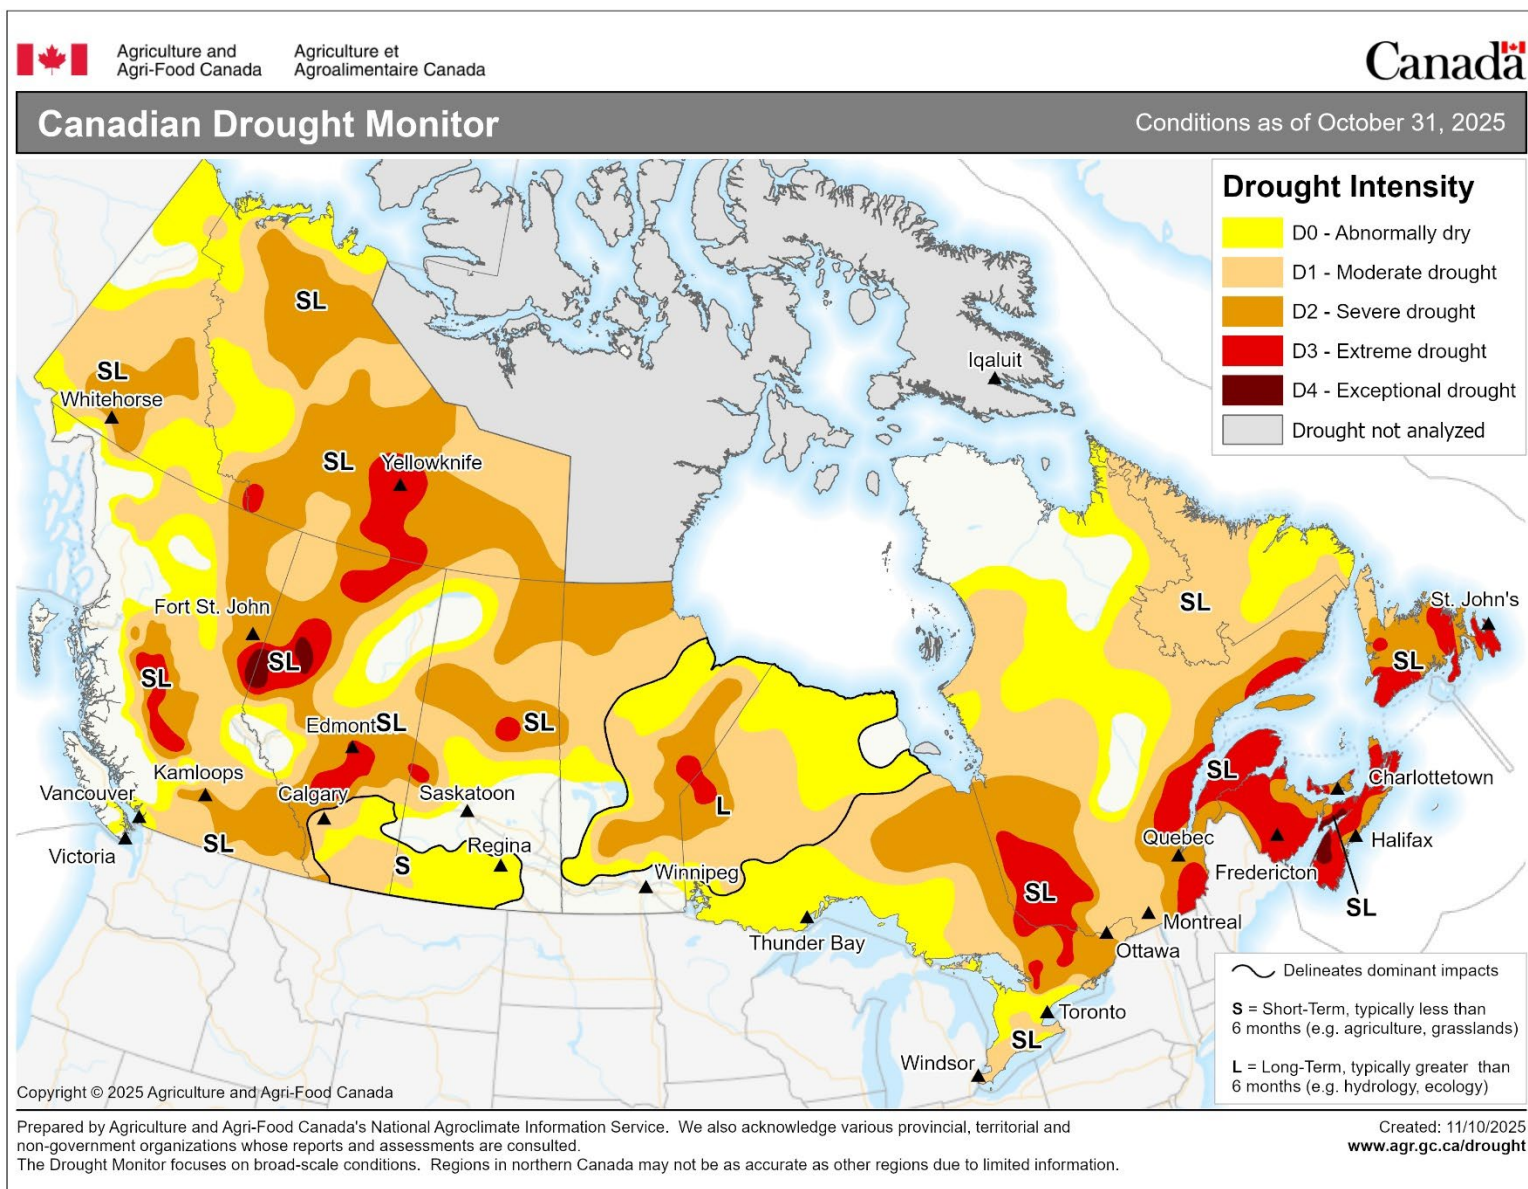 Agriculture and
Agri-Food Canada
Agriculture et
Agroalimentaire Canada
Canada
Canadian Drought Monitor
Conditions as of October 31, 2025
Drought Intensity
D0 - Abnormally dry
D1 - Moderate drought
D2 - Severe drought
D3 - Extreme drought
D4 - Exceptional drought
Drought not analyzed
SL
Iqaluit
SL
Whitehorse
SL
Yellowknife
SL
St. John's
Fort St. John
SL
SL
SL
EdmontSL
SL
SL
Charlottetown
Kamloops
Vancouver
Calgary
Saskatoon
L
Halifax
Quebec
Victoria
SL
Regina
S
Winnipeg
Fredericton
SL
SL
Montreal
Thunder Bay
Ottawa
Toronto
SL
Windsor
Delineates dominant impacts
S = Short-Term, typically less than
6 months (e.g. agriculture, grasslands)
L = Long-Term, typically greater than
6 months (e.g. hydrology, ecology)
Copyright © 2025 Agriculture and Agri-Food Canada
Prepared by Agriculture and Agri-Food Canada's National Agroclimate Information Service. We also acknowledge various provincial, territorial and
non-government organizations whose reports and assessments are consulted.
The Drought Monitor focuses on broad-scale conditions. Regions in northern Canada may not be as accurate as other regions due to limited information.
Created: 11/10/2025
www.agr.gc.ca/drought